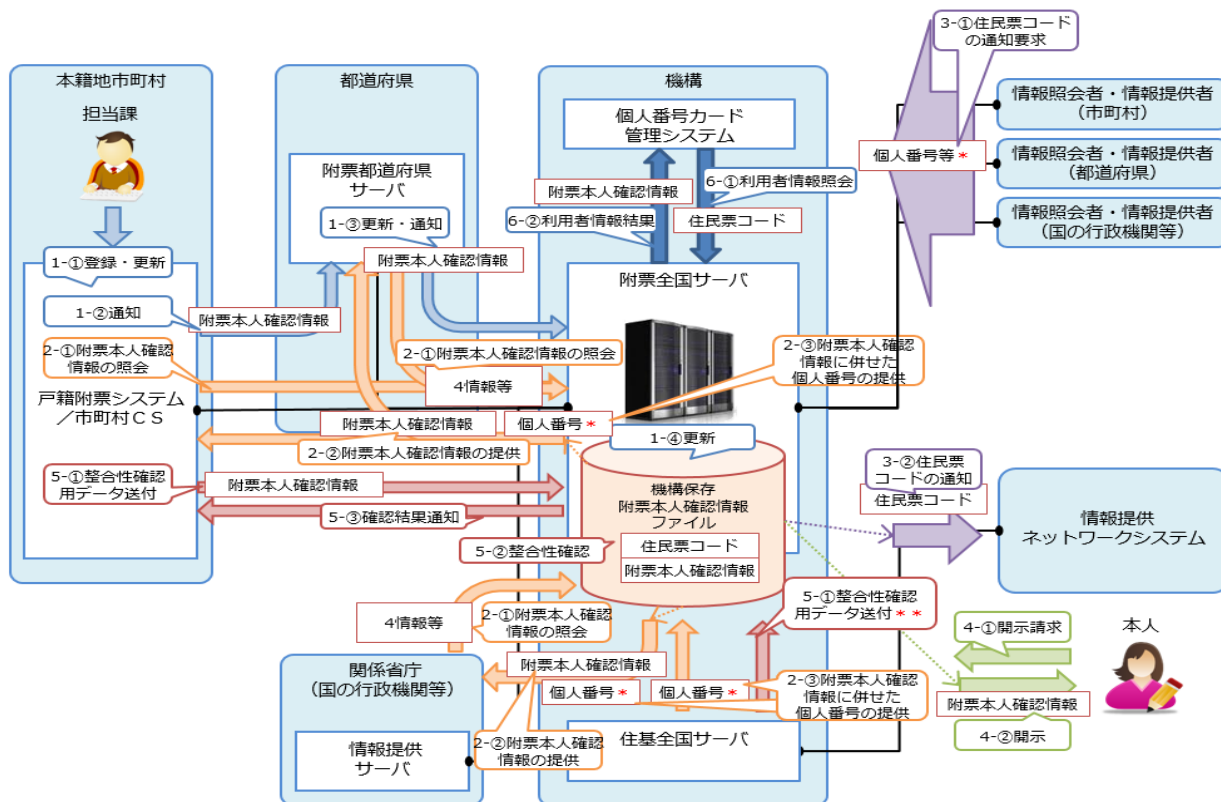 本籍地市町村
担当課
1-①登録・更新
1-②通知
附票本人確認情報
2-①附票本人確認
情報の照会
戸籍附票システム
／市町村ＣＳ
5-①整合性確認
用データ送付
附票本人確認情報
5-③確認結果通知
都道府県
附票都道府県
サーバ
1-③更新・通知
附票本人確認情報
2-①附票本人確認情報の照会
4情報等
附票本人確認情報
個人番号＊
2-②附票本人確認情報の提供
機構
個人番号カード
管理システム
附票本人確認情報
6-①利用者情報照会
6-②利用者情報結果
住民票コード
附票全国サーバ
2-③附票本人確認
情報に併せた
個人番号の提供
1-④更新
機構保存
附票本人確認情報
ファイル
住民票コード
附票本人確認情報
5-②整合性確認
5-①整合性確認
用データ送付＊＊
4情報等
2-①附票本人確認
情報の照会
附票本人確認情報
個人番号＊
個人番号＊
2-③附票本人確認
情報に併せた
個人番号の提供
2-②附票本人確認
情報の提供
住基全国サーバ
関係省庁
（国の行政機関等）
情報提供
サーバ
3-①住民票コード
の通知要求
個人番号等＊
情報照会者・情報提供者
（市町村）
情報照会者・情報提供者
（都道府県）
情報照会者・情報提供者
（国の行政機関等）
3-②住民票
コードの通知
住民票コード
情報提供
ネットワークシステム
4-①開示請求
本人
附票本人確認情報
4-②開示